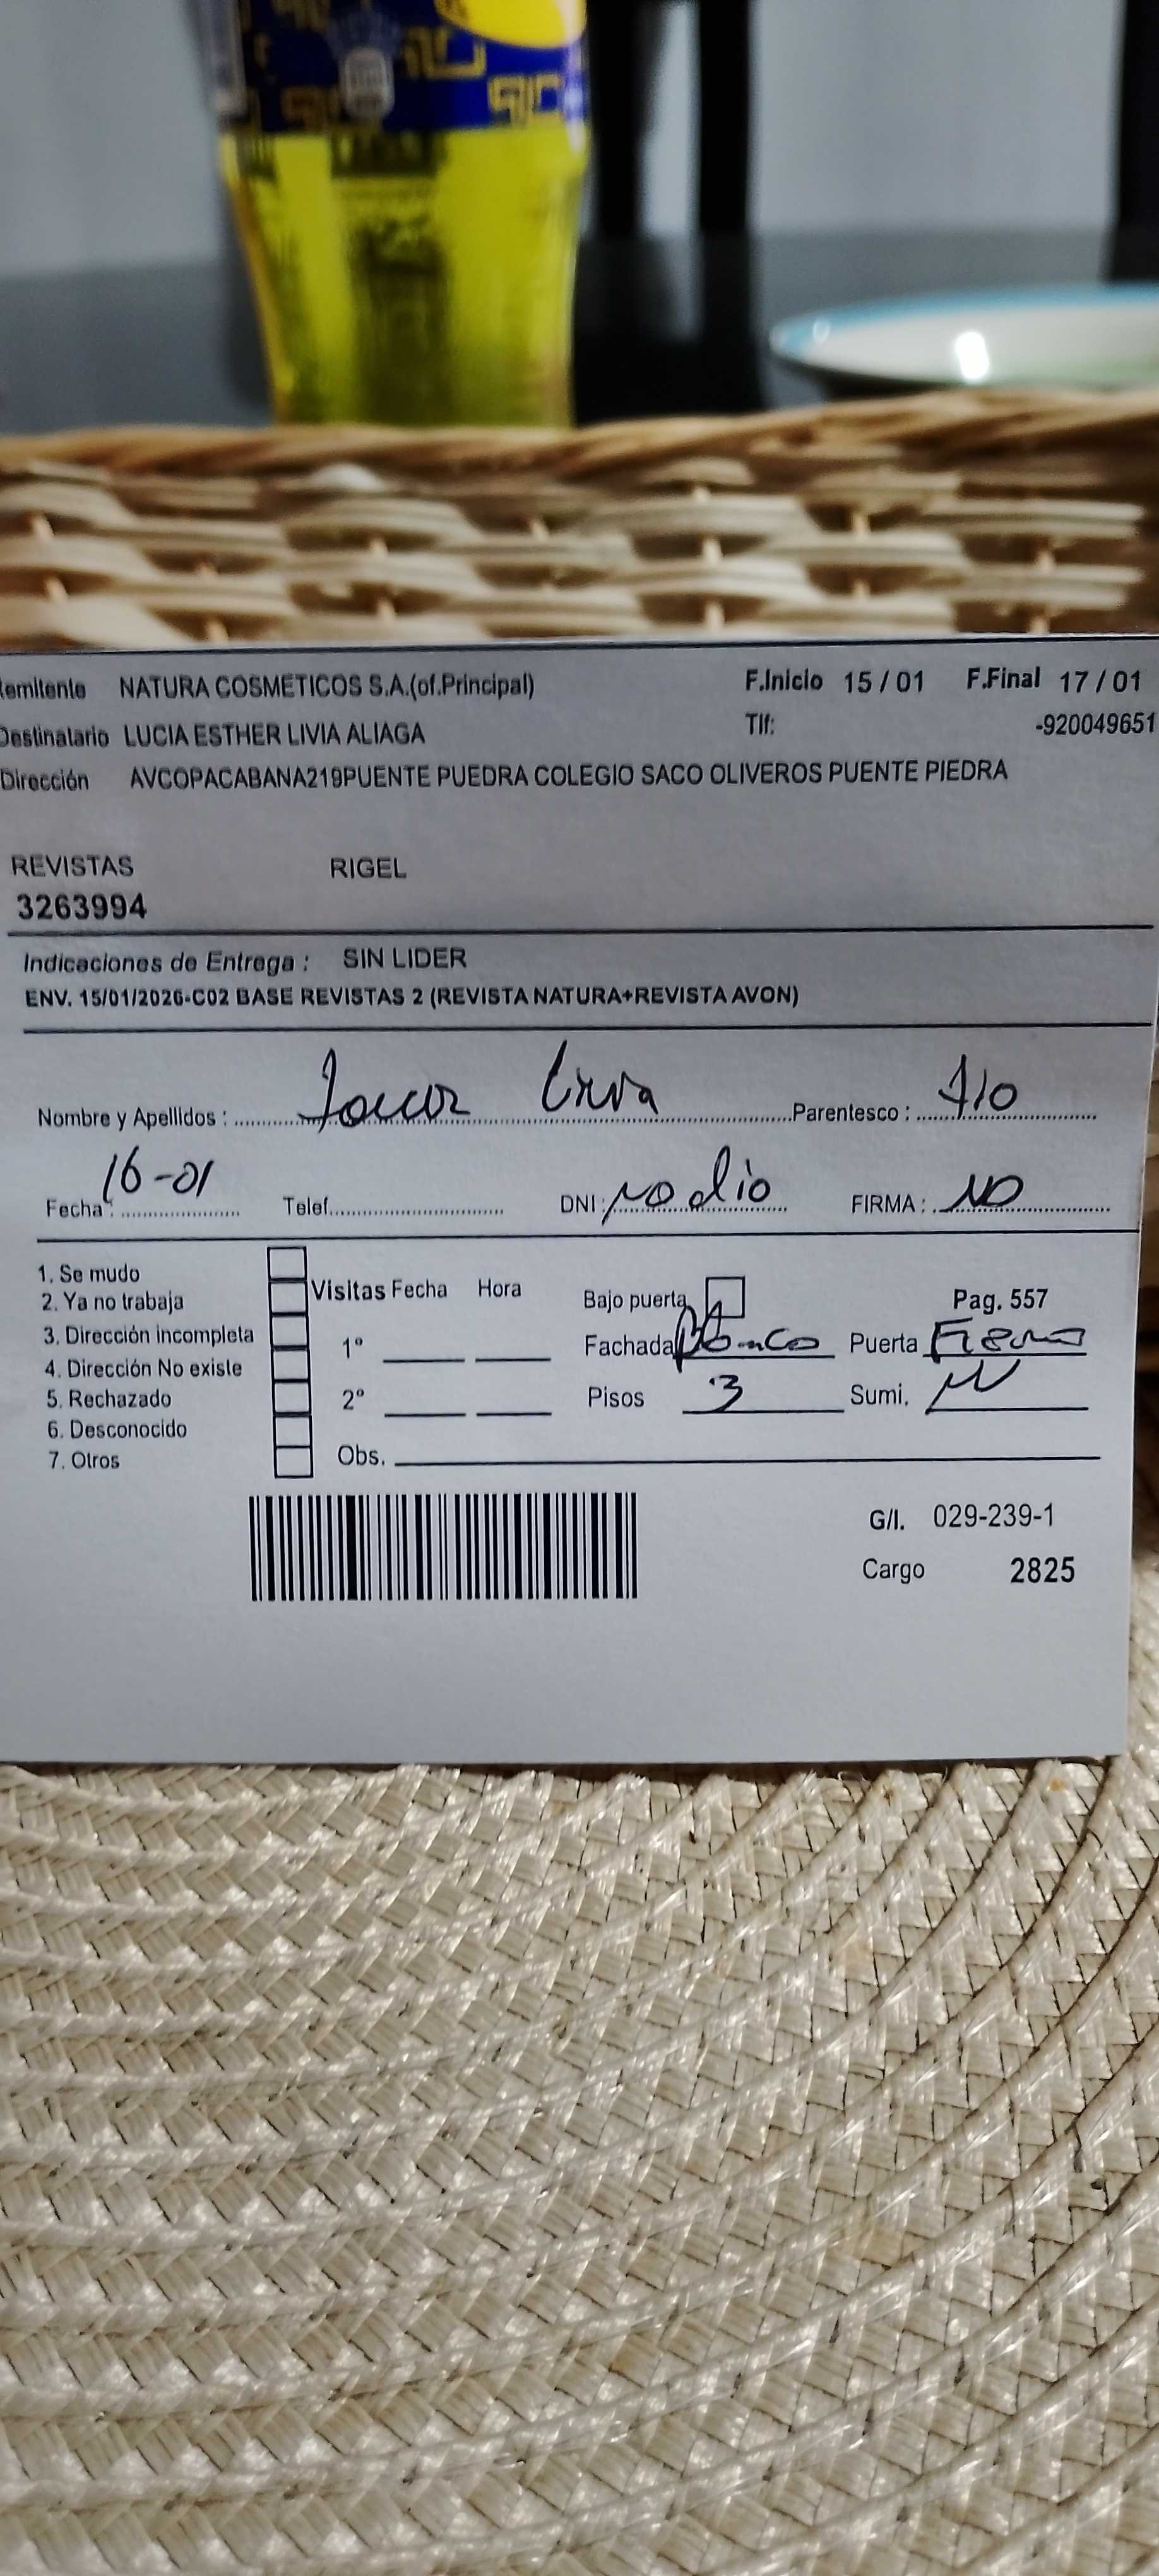 emitente NATURA COSMETICOS S.A.(of.Principal) F.Inicio 15 / 01 F.Final 17 / 01
Destinatario LUCIA ESTHER LIVIA ALIAGA Tlf: -920049651
Dirección AVCOPACABANA219PUENTE PUEDRA COLEGIO SACO OLIVEROS PUENTE PIEDRA
REVISTAS RIGEL
3263994
Indicaciones de Entrega : SIN LIDER
ENV. 15/01/2026-C02 BASE REVISTAS 2 (REVISTA NATURA+REVISTA AVON)
Nombre y Apellidos : Livia Parentesco :
Fecha : 16-01 Telef. DNI : no dio FIRMA : NO
1. Se mudo
2. Ya no trabaja
3. Dirección incompleta
4. Dirección No existe
5. Rechazado
6. Desconocido
7. Otros
Visitas Fecha Hora
1º
2º
Obs.
Bajo puerta Pag. 557
Fachada Blanco Puerta Fierro
Pisos 3 Sumi.
G/I. 029-239-1
Cargo 2825